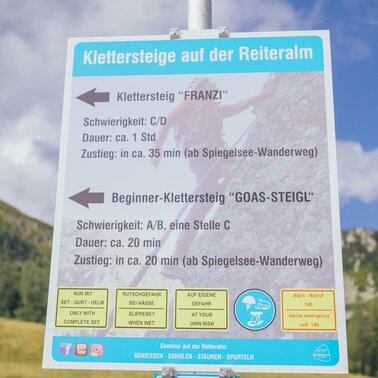 Klettersteige auf der Reiteralm
Klettersteig "FRANZI"
Schwierigkeit: C/D
Dauer: ca. 1 Std
Zustieg: in ca. 35 min (ab Spiegelsee-Wanderweg)
Beginner-Klettersteig "GOAS-STEIGL"
Schwierigkeit: A/B, eine Stelle C
Dauer: ca. 20 min
Zustieg: in ca. 20 min (ab Spiegelsee-Wanderweg)
NUR MIT
SET - GURT - HELM
ONLY WITH
COMPLETE SET
RUTSCHGEFAHR
BEI NÄSSE
SLIPPEREY
WHEN WET
AUF EIGENE
GEFAHR
AT YOUR
OWN RISK
Alpin - Notruf
140
alpine emergency
call 140
Sommer auf der Reiteralm:
GENIESSEN - ERHOLEN - STAUNEN - SPORTELN